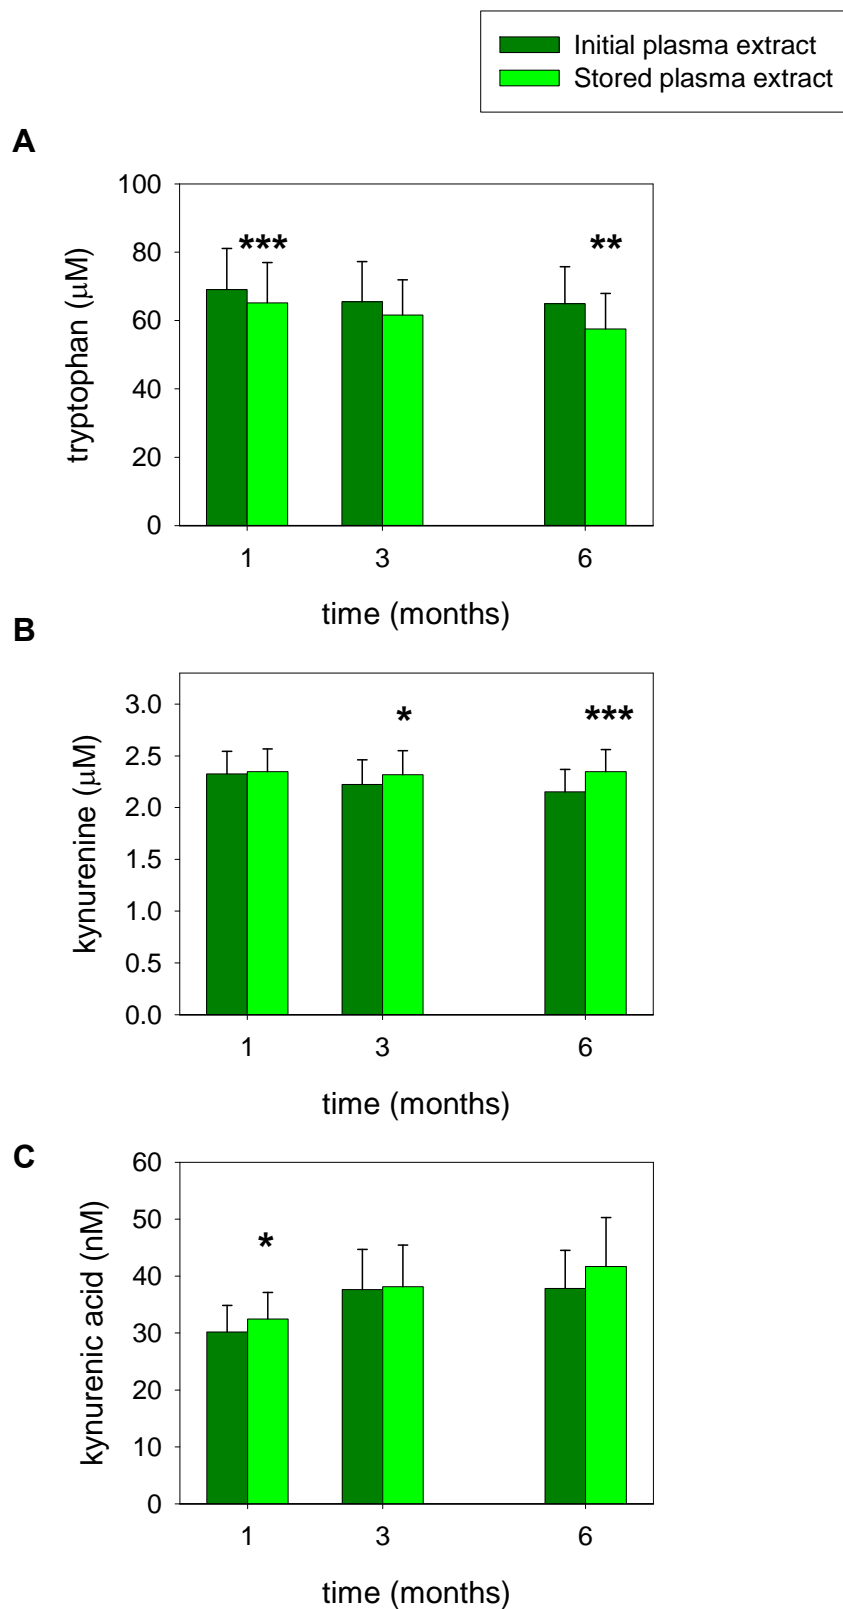 Initial plasma extract
Stored plasma extract
A
100
80
60
40
20
0
tryptophan (μM)
*** **
1 3 6
time (months)
B
3.0
2.5
2.0
1.5
1.0
0.5
0.0
kynurenine (μM)
* ***
1 3 6
time (months)
C
60
50
40
30
20
10
0
kynurenic acid (nM)
*
1 3 6
time (months)